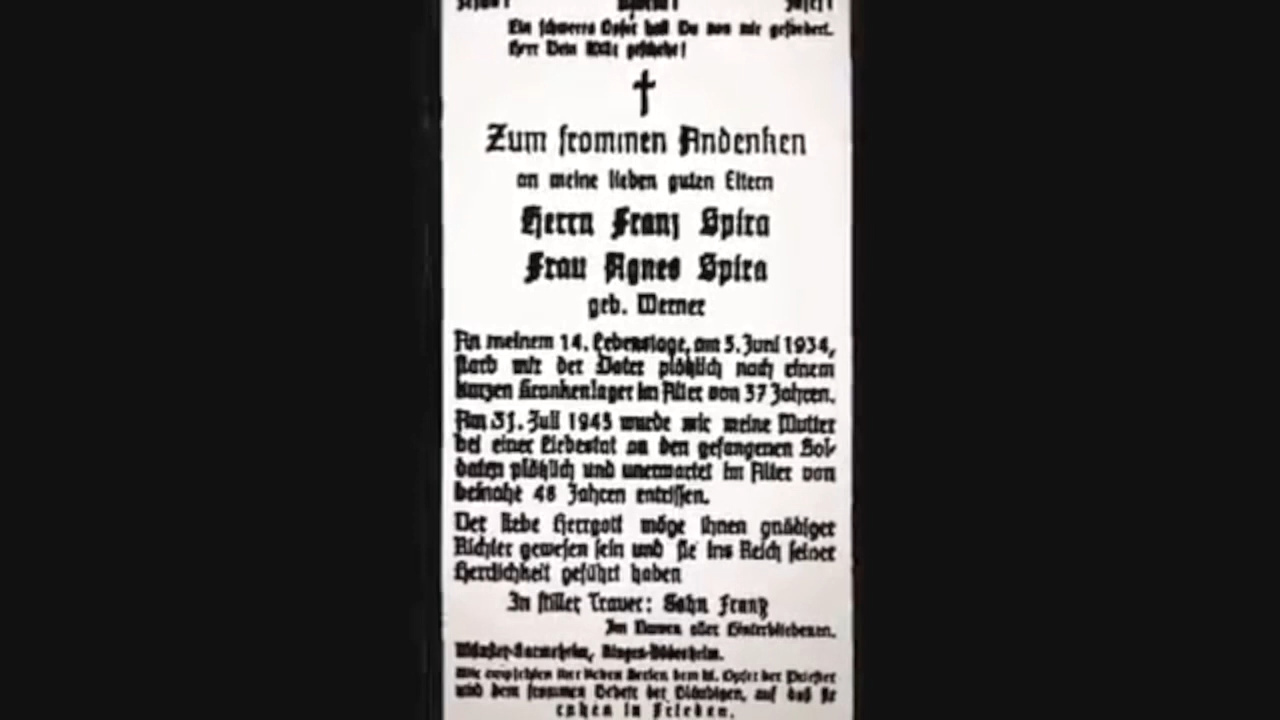 Ein schweres Opfer hast Du von mir gefordert.
Herr Dein Wille geschehe!
Zum frommen Andenken
an meine lieben guten Eltern
Herrn Franz Spira
Frau Agnes Spira
geb. Werner
An meinem 14. Lebenstage, am 5. Juni 1934,
starb mir der Vater plötzlich nach einem
kurzen Krankenlager im Alter von 37 Jahren.
Am 31. Juli 1945 wurde mir meine Mutter
bei einer Liebestat an den gefangenen Sol-
daten plötzlich und unerwartet im Alter von
beinahe 48 Jahren entrissen.
Der liebe Herrgott möge ihnen gnädiger
Richter gewesen sein und sie ins Reich seiner
Herrlichkeit geführt haben
In stiller Trauer: Sohn Franz
Im Namen aller Hinterbliebenen.
Wir empfehlen ihre lieben Seelen dem hl. Opfer der Priester
und dem frommen Gebete der Gläubigen, auf daß sie
ruhen in Frieden.